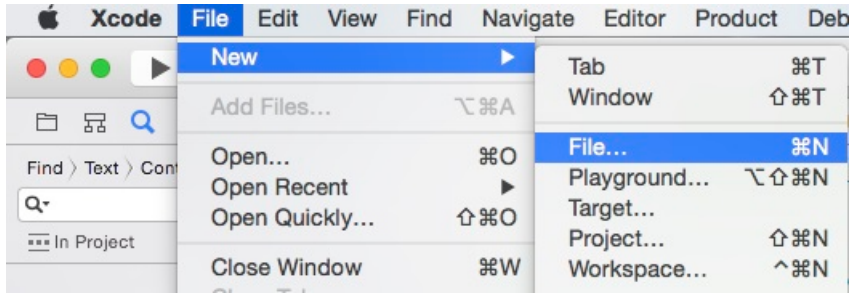 Xcode File Edit View Find Navigate Editor Product Deb
New
Tab ⌘T
Window ⇧⌘T
Add Files... ⌥⌘A
File... ⌘N
Find 〉 Text 〉 Cont
Open... ⌘O
Playground... ⌥⇧⌘N
Open Recent
Target...
Open Quickly... ⇧⌘O
Project... ⇧⌘N
In Project
Close Window ⌘W
Workspace... ^⌘N